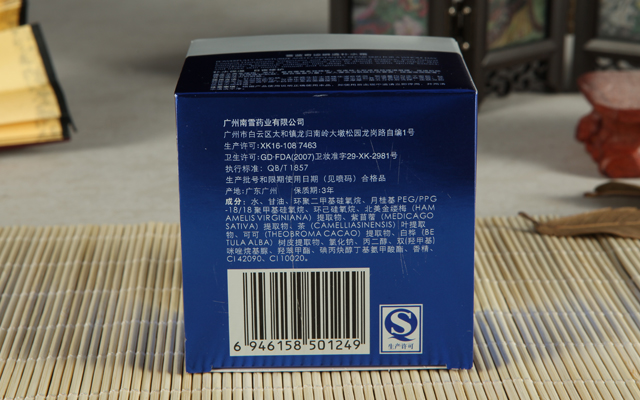 广州南雪药业有限公司
广州市白云区太和镇龙归南岭大墩松园龙岗路自编1号
生产许可: XK16-108 7463
卫生许可: GD·FDA(2007)卫妆准字29-XK-2981号
执行标准: QB/T1857
生产批号和限期使用日期（见喷码）合格品
产地: 广东广州 保质期: 3年
成分: 水、甘油、环聚二甲基硅氧烷、月桂基PEG/PPG
-18/18聚甲基硅氧烷、环己硅氧烷、北美金缕梅 (HAM
AMELIS VIRGINIANA) 提取物、紫苜蓿 (MEDICAGO
SATIVA) 提取物、茶 (CAMELLIASINENSIS) 叶提取
物、可可 (THEOBROMA CACAO) 提取物、白桦 (BE
TULA ALBA) 树皮提取物、氯化钠、丙二醇、双(羟甲基)
咪唑烷基脲、羟苯甲酯、碘丙炔醇丁基氨甲酸酯、香精、
CI 42090、CI 10020。
6 946158 501249
生产许可